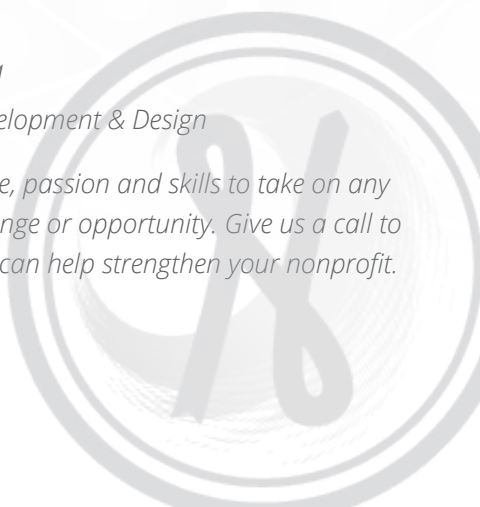 elopment & Design
e, passion and skills to take on any
nge or opportunity. Give us a call to
can help strengthen your nonprofit.